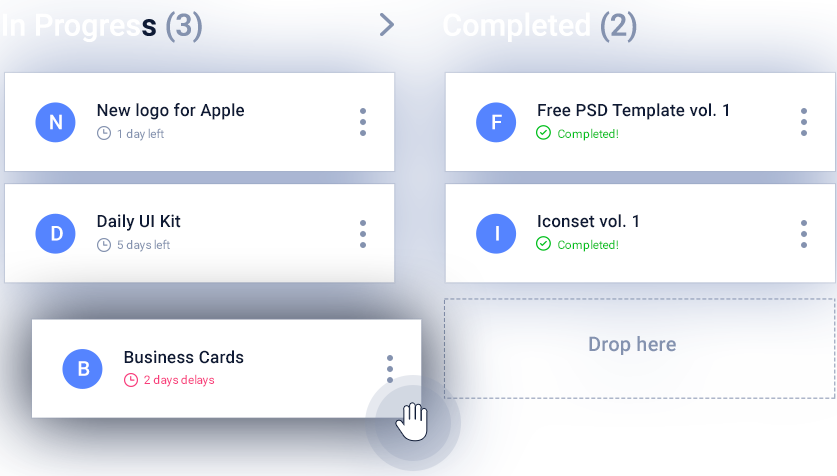 In Progress (3)
N
New logo for Apple
1 day left
D
Daily UI Kit
5 days left
B
Business Cards
2 days delays
Completed (2)
F
Free PSD Template vol. 1
Completed!
I
Iconset vol. 1
Completed!
Drop here